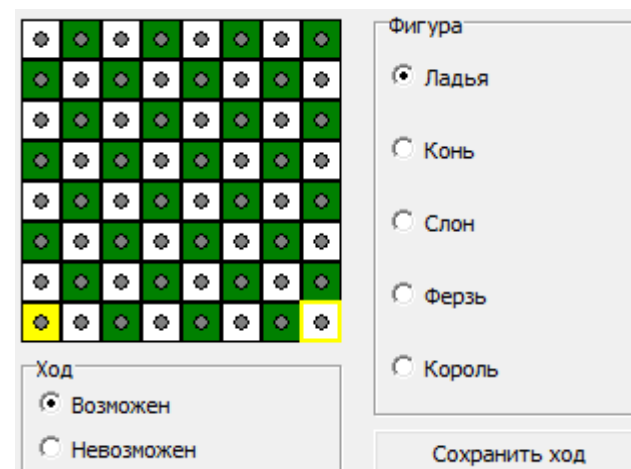 Фигура
Ладья
Конь
Слон
Ферзь
Король
Ход
Возможен
Невозможен
Сохранить ход